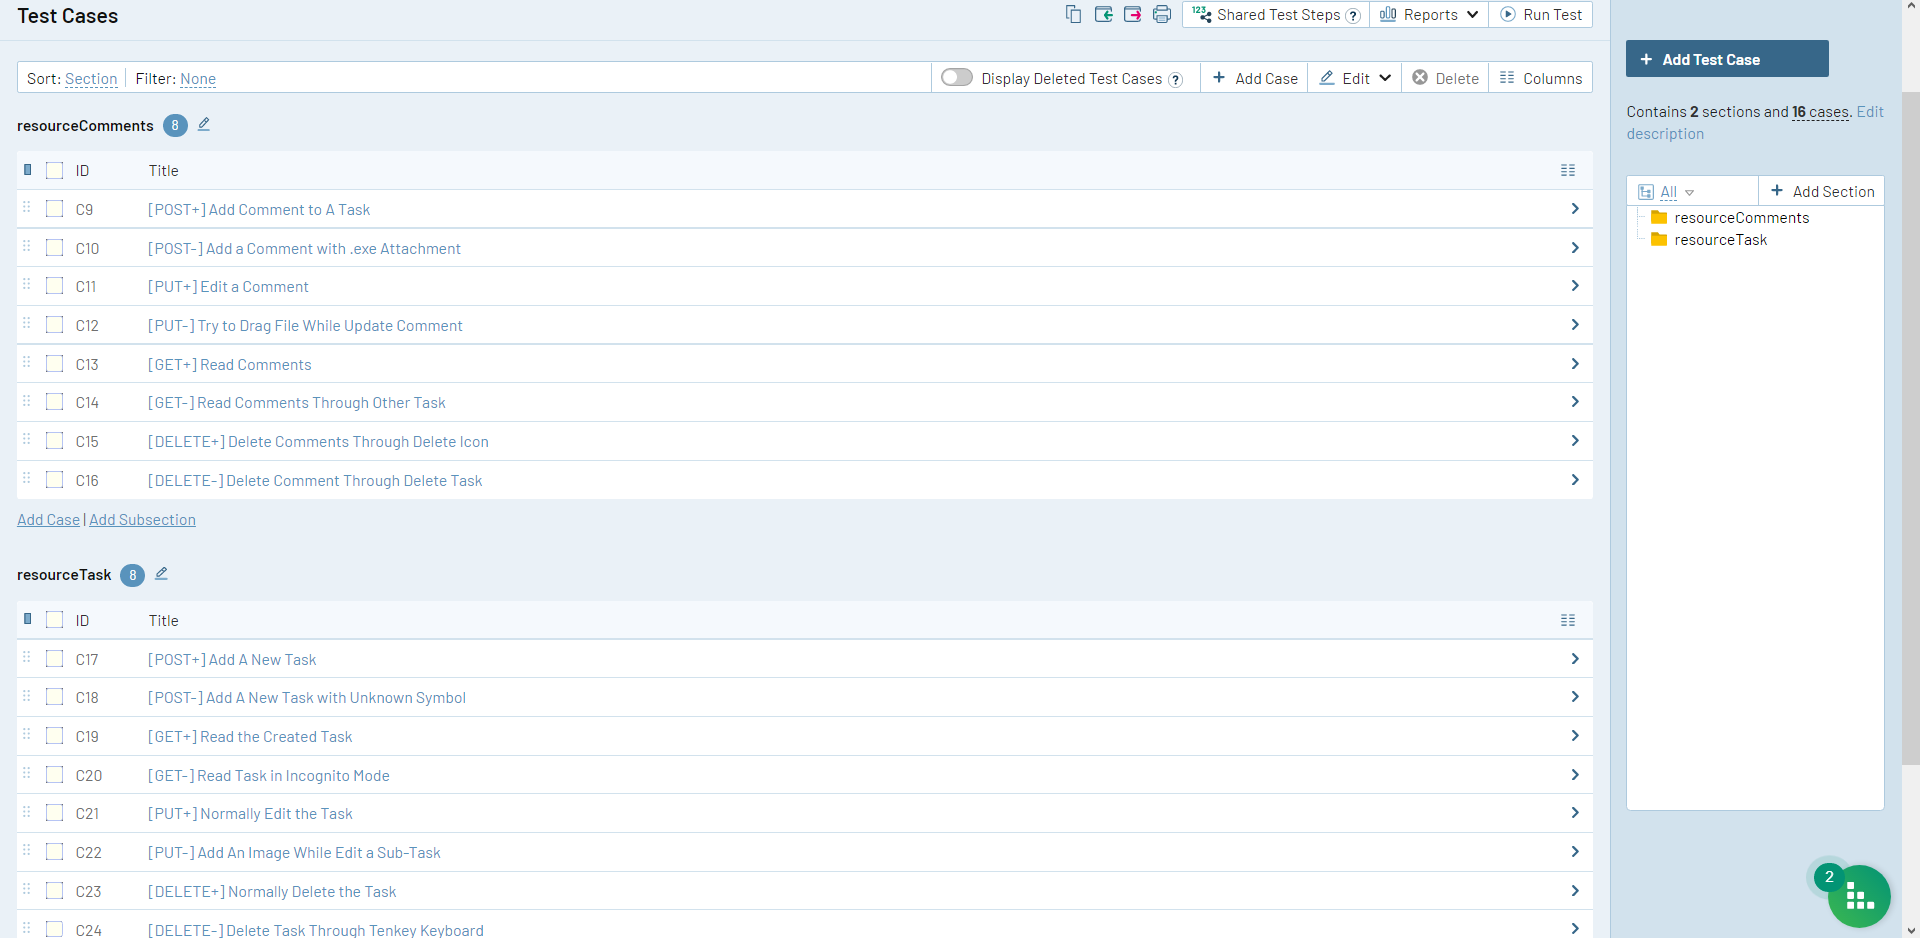 Test Cases
123 Shared Test Steps ? Reports Run Test
Sort: Section Filter: None Display Deleted Test Cases ? Add Case Edit Delete Columns
resourceComments 8
ID Title
C9 [POST+] Add Comment to A Task
C10 [POST-] Add a Comment with .exe Attachment
C11 [PUT+] Edit a Comment
C12 [PUT-] Try to Drag File While Update Comment
C13 [GET+] Read Comments
C14 [GET-] Read Comments Through Other Task
C15 [DELETE+] Delete Comments Through Delete Icon
C16 [DELETE-] Delete Comment Through Delete Task
Add Case | Add Subsection
resourceTask 8
ID Title
C17 [POST+] Add A New Task
C18 [POST-] Add A New Task with Unknown Symbol
C19 [GET+] Read the Created Task
C20 [GET-] Read Task in Incognito Mode
C21 [PUT+] Normally Edit the Task
C22 [PUT-] Add An Image While Edit a Sub-Task
C23 [DELETE+] Normally Delete the Task
C24 [DELETE-] Delete Task Through Tenkey Keyboard
+ Add Test Case
Contains 2 sections and 16 cases. Edit
description
All + Add Section
resourceComments
resourceTask
2